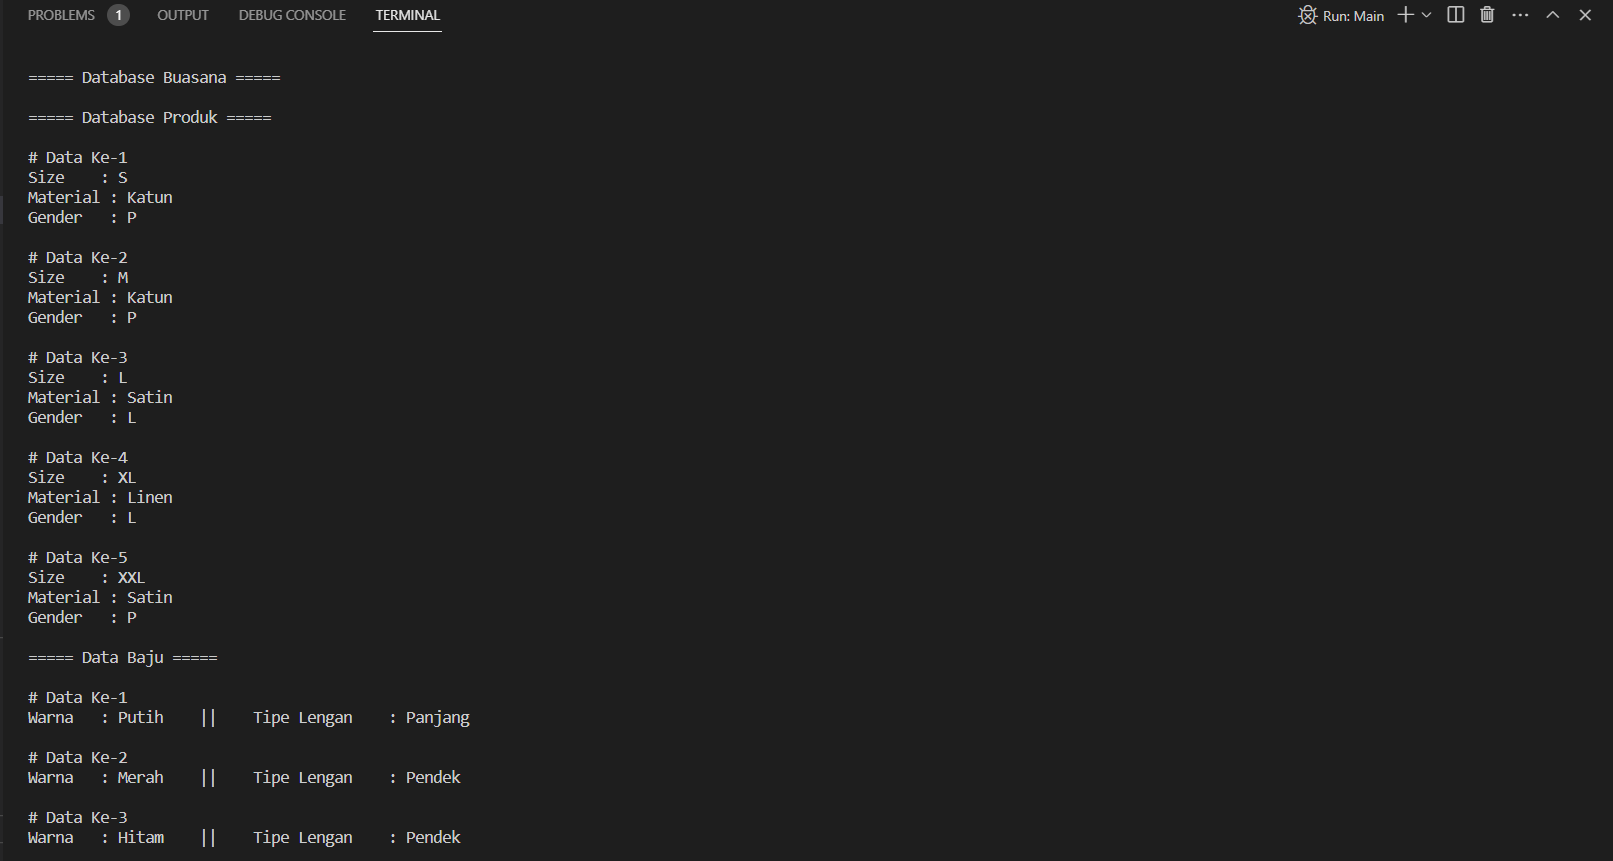 PROBLEMS 1 OUTPUT DEBUG CONSOLE TERMINAL Run: Main
===== Database Buasana =====
===== Database Produk =====
# Data Ke-1
Size    : S
Material : Katun
Gender   : P
# Data Ke-2
Size    : M
Material : Katun
Gender   : P
# Data Ke-3
Size    : L
Material : Satin
Gender   : L
# Data Ke-4
Size    : XL
Material : Linen
Gender   : L
# Data Ke-5
Size    : XXL
Material : Satin
Gender   : P
===== Data Baju =====
# Data Ke-1
Warna   : Putih    ||    Tipe Lengan    : Panjang
# Data Ke-2
Warna   : Merah    ||    Tipe Lengan    : Pendek
# Data Ke-3
Warna   : Hitam    ||    Tipe Lengan    : Pendek